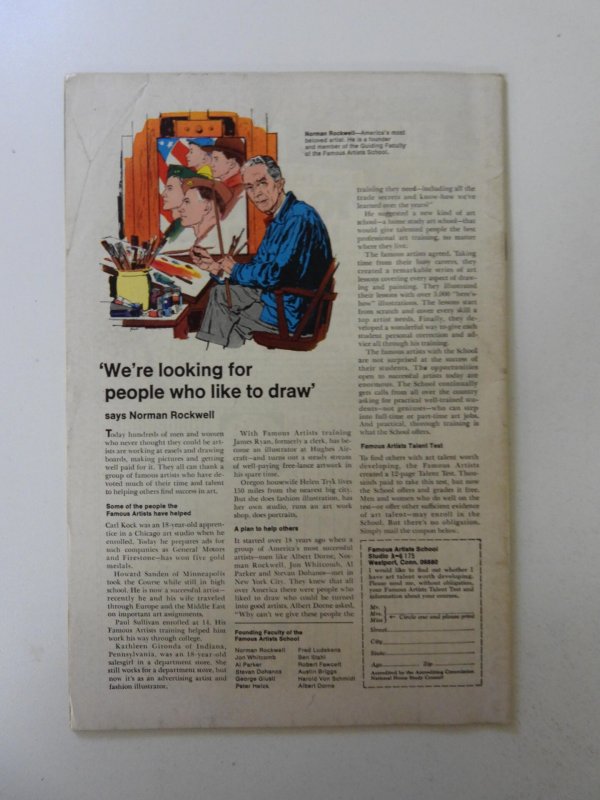 Norman Rockwell—America's most
beloved artist. He is a founder
and member of the Guiding Faculty
of the Famous Artists School.
'We're looking for
people who like to draw'
says Norman Rockwell
Today hundreds of men and women
who never thought they could be art-
ists are working at easels and drawing
boards, making pictures and getting
well paid for it. They all can thank a
group of famous artists who have de-
voted much of their time and talent
to helping others find success in art.
Some of the people the
Famous Artists have helped
Carl Kock was an 18-year-old appren-
tice in a Chicago art studio when he
enrolled. Today he prepares ads for
such companies as General Motors
and Firestone—has won five gold
medals.
Howard Sanden of Minneapolis
took the Course while still in high
school. He is now a successful artist—
recently he and his wife traveled
through Europe and the Middle East
on important art assignments.
Paul Sullivan enrolled at 14. His
Famous Artists training helped him
work his way through college.
Kathleen Gironda of Indiana,
Pennsylvania, was an 18-year-old
salesgirl in a department store. She
still works for a department store, but
now it's as an advertising artist and
fashion illustrator.
With Famous Artists training
James Ryan, formerly a clerk, has be-
come an illustrator at Hughes Air-
craft—and turns out a steady stream
of well-paying free-lance artwork in
his spare time.
Oregon housewife Helen Tryk lives
150 miles from the nearest big city.
But she does fashion illustration, has
her own studio, runs an art work
shop, does portraits.
A plan to help others
It started over 18 years ago when a
group of America's most successful
artists—men like Albert Dorne, Nor-
man Rockwell, Jon Whitcomb, Al
Parker and Stevan Dohanos—met in
New York City. They knew that all
over America there were people who
liked to draw who could be turned
into good artists. Albert Dorne asked,
"Why can't we give these people the
Founding Faculty of the
Famous Artists School
Norman Rockwell
Jon Whitcomb
Al Parker
Stevan Dohanos
George Giusti
Peter Helck
Fred Ludekens
Ben Stahl
Robert Fawcett
Austin Briggs
Harold Von Schmidt
Albert Dorne
training they need—including all the
trade secrets and know-how we've
learned over the years?"
He suggested a new kind of art
school—a home study art school—that
would give talented people the best
professional art training, no matter
where they live.
The famous artists agreed. Taking
time from their busy careers, they
created a remarkable series of art
lessons covering every aspect of draw-
ing and painting. They illustrated
their lessons with over 5,000 "here's-
how" illustrations. The lessons start
from scratch and cover every skill a
top artist needs. Finally, they de-
veloped a wonderful way to give each
student personal correction and ad-
vice all through his training.
The famous artists with the School
are not surprised at the success of
their students. The opportunities
open to successful artists today are
enormous. The School continually
gets calls from all over the country
asking for practical well-trained stu-
dents—not geniuses—who can step
into full-time or part-time art jobs.
And practical, thorough training is
what the School offers.
Famous Artists Talent Test
To find others with art talent worth
developing, the Famous Artists
created a 12-page Talent Test. Thou-
sands paid to take this test, but now
the School offers and grades it free.
Men and women who do well on the
test—or offer other sufficient evidence
of art talent—may enroll in the
School. But there's no obligation.
Simply mail the coupon below.
Famous Artists School
Westport, Conn. 06880
I would like to find out whether I
have art talent worth developing.
Please send me, without obligation,
your Famous Artists Talent Test and
information about your courses.
Mr.
Mrs.
Miss
Circle one and please print
Street
City
State
Age Zip
Accredited by the Accrediting Commission
National Home Study Council